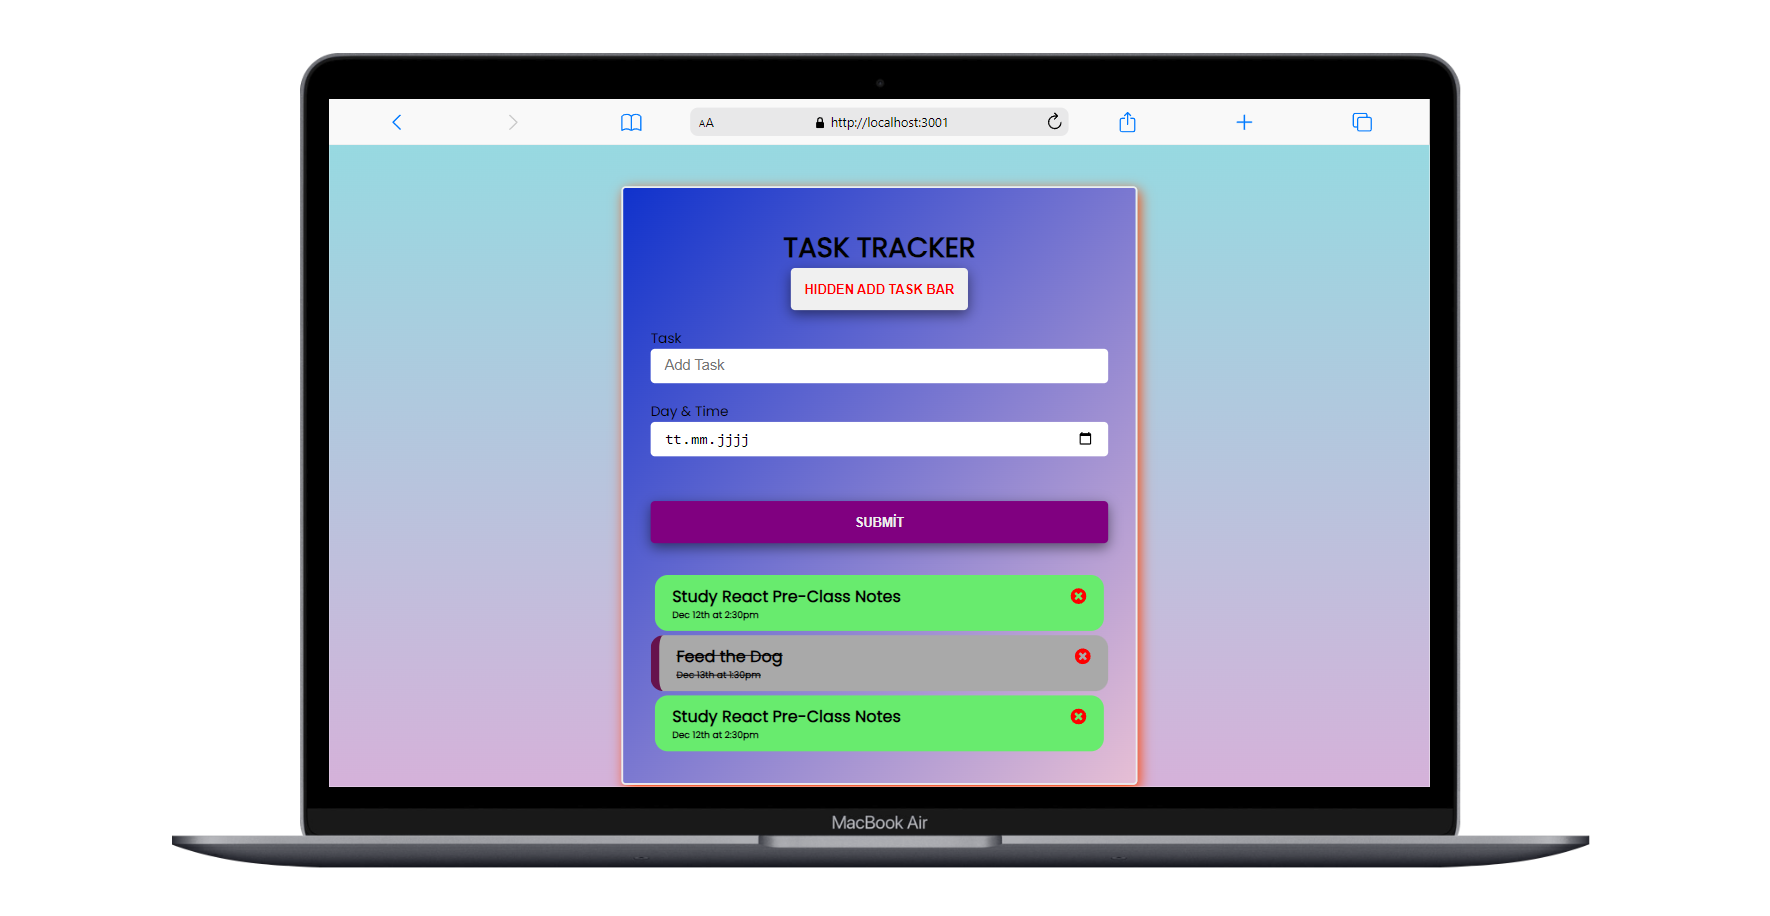 AA
http://localhost:3001
TASK TRACKER
HIDDEN ADD TASK BAR
Task
Add Task
Day & Time
tt.mm.jjjj
SUBMİT
Study React Pre-Class Notes
Dec 12th at 2:30pm
Feed the Dog
Dec 13th at 1:30pm
Study React Pre-Class Notes
Dec 12th at 2:30pm
MacBook Air